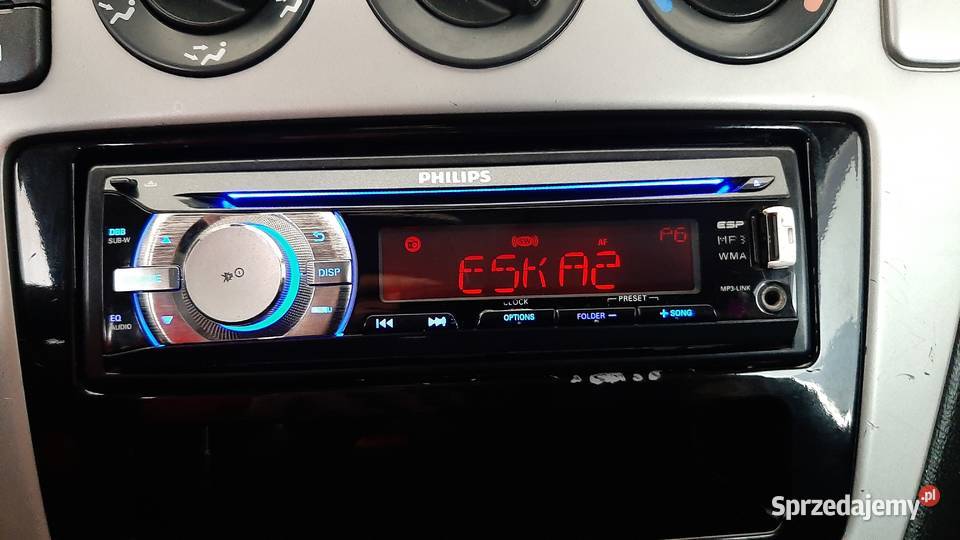 PHILIPS
DBB
SUB-W
DISP
EQ
AUDIO
AF
P6
ESKA2
ESP
MP3
WMA
MP3-LINK
CLOCK
PRESET
OPTIONS
FOLDER −
+ SONG
Sprzedajemy.pl